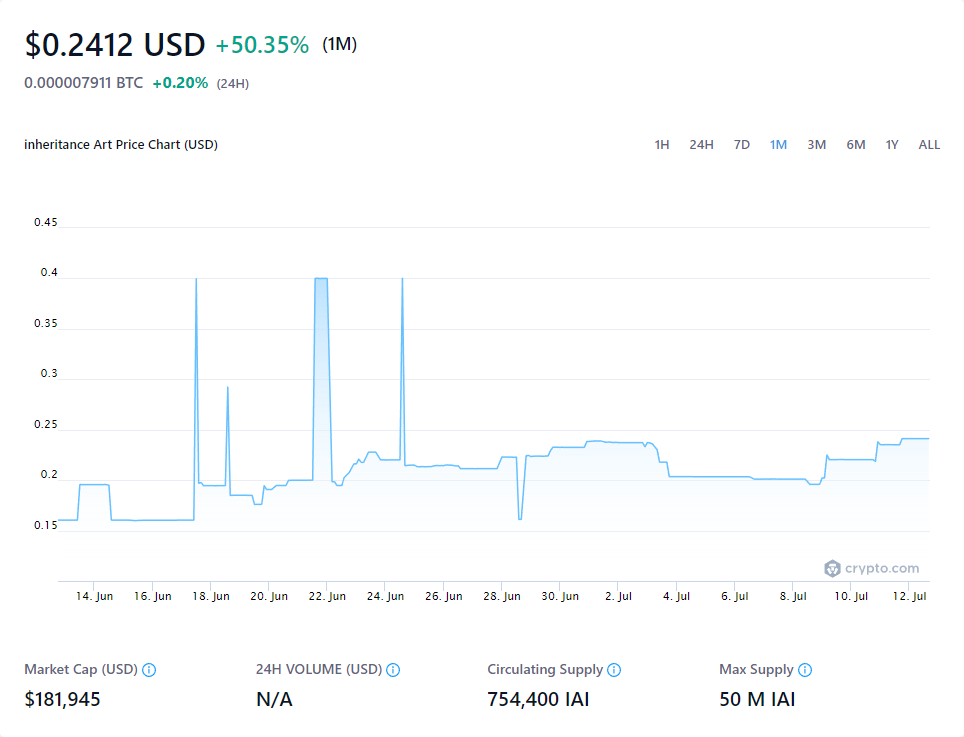 $0.2412 USD +50.35% (1M)
0.000007911 BTC +0.20% (24H)
inheritance Art Price Chart (USD) 1H 24H 7D 1M 3M 6M 1Y ALL
0.45
0.4
0.35
0.3
0.25
0.2
0.15
crypto.com
14. Jun 16. Jun 18. Jun 20. Jun 22. Jun 24. Jun 26. Jun 28. Jun 30. Jun 2. Jul 4. Jul 6. Jul 8. Jul 10. Jul 12. Jul
Market Cap (USD) 24H VOLUME (USD) Circulating Supply Max Supply
$181,945 N/A 754,400 IAI 50 M IAI